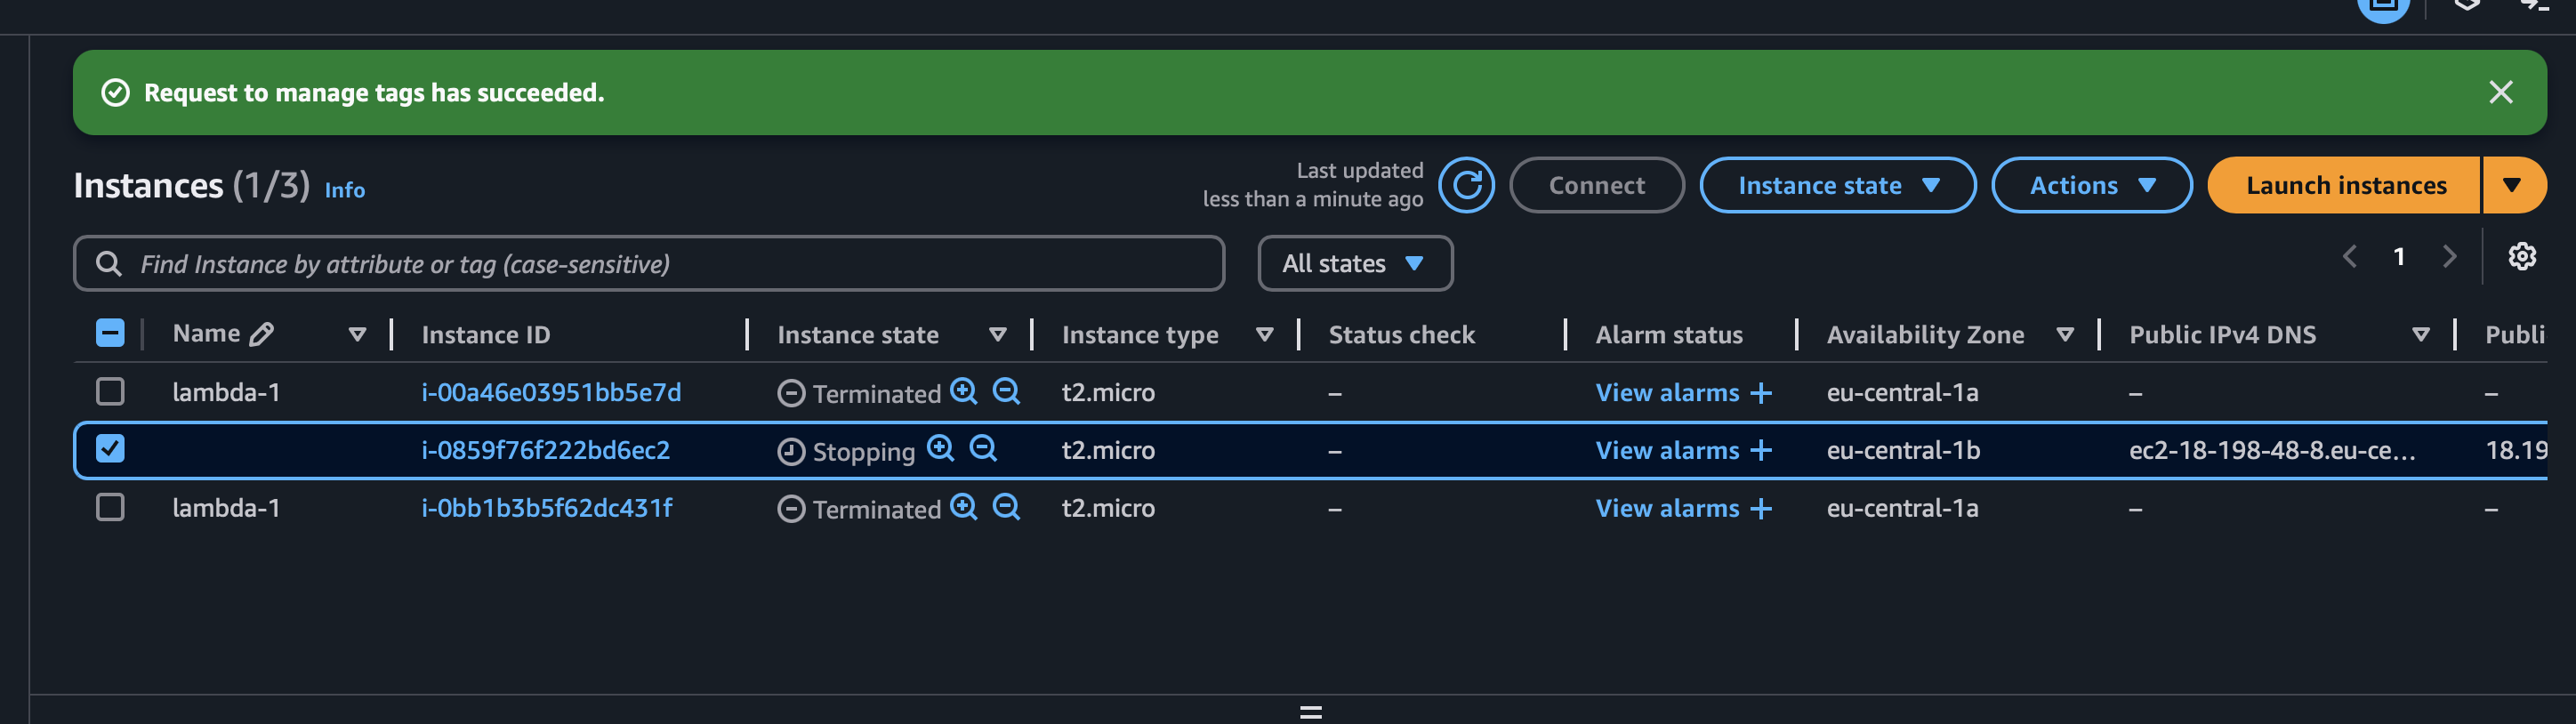 Request to manage tags has succeeded.
Instances (1/3) Info
Last updated
less than a minute ago
Connect
Instance state
Actions
Launch instances
Find Instance by attribute or tag (case-sensitive)
All states
1
Name Instance ID Instance state Instance type Status check Alarm status Availability Zone Public IPv4 DNS Publi
lambda-1 i-00a46e03951bb5e7d Terminated t2.micro – View alarms + eu-central-1a – –
i-0859f76f222bd6ec2 Stopping t2.micro – View alarms + eu-central-1b ec2-18-198-48-8.eu-ce... 18.19
lambda-1 i-0bb1b3b5f62dc431f Terminated t2.micro – View alarms + eu-central-1a – –